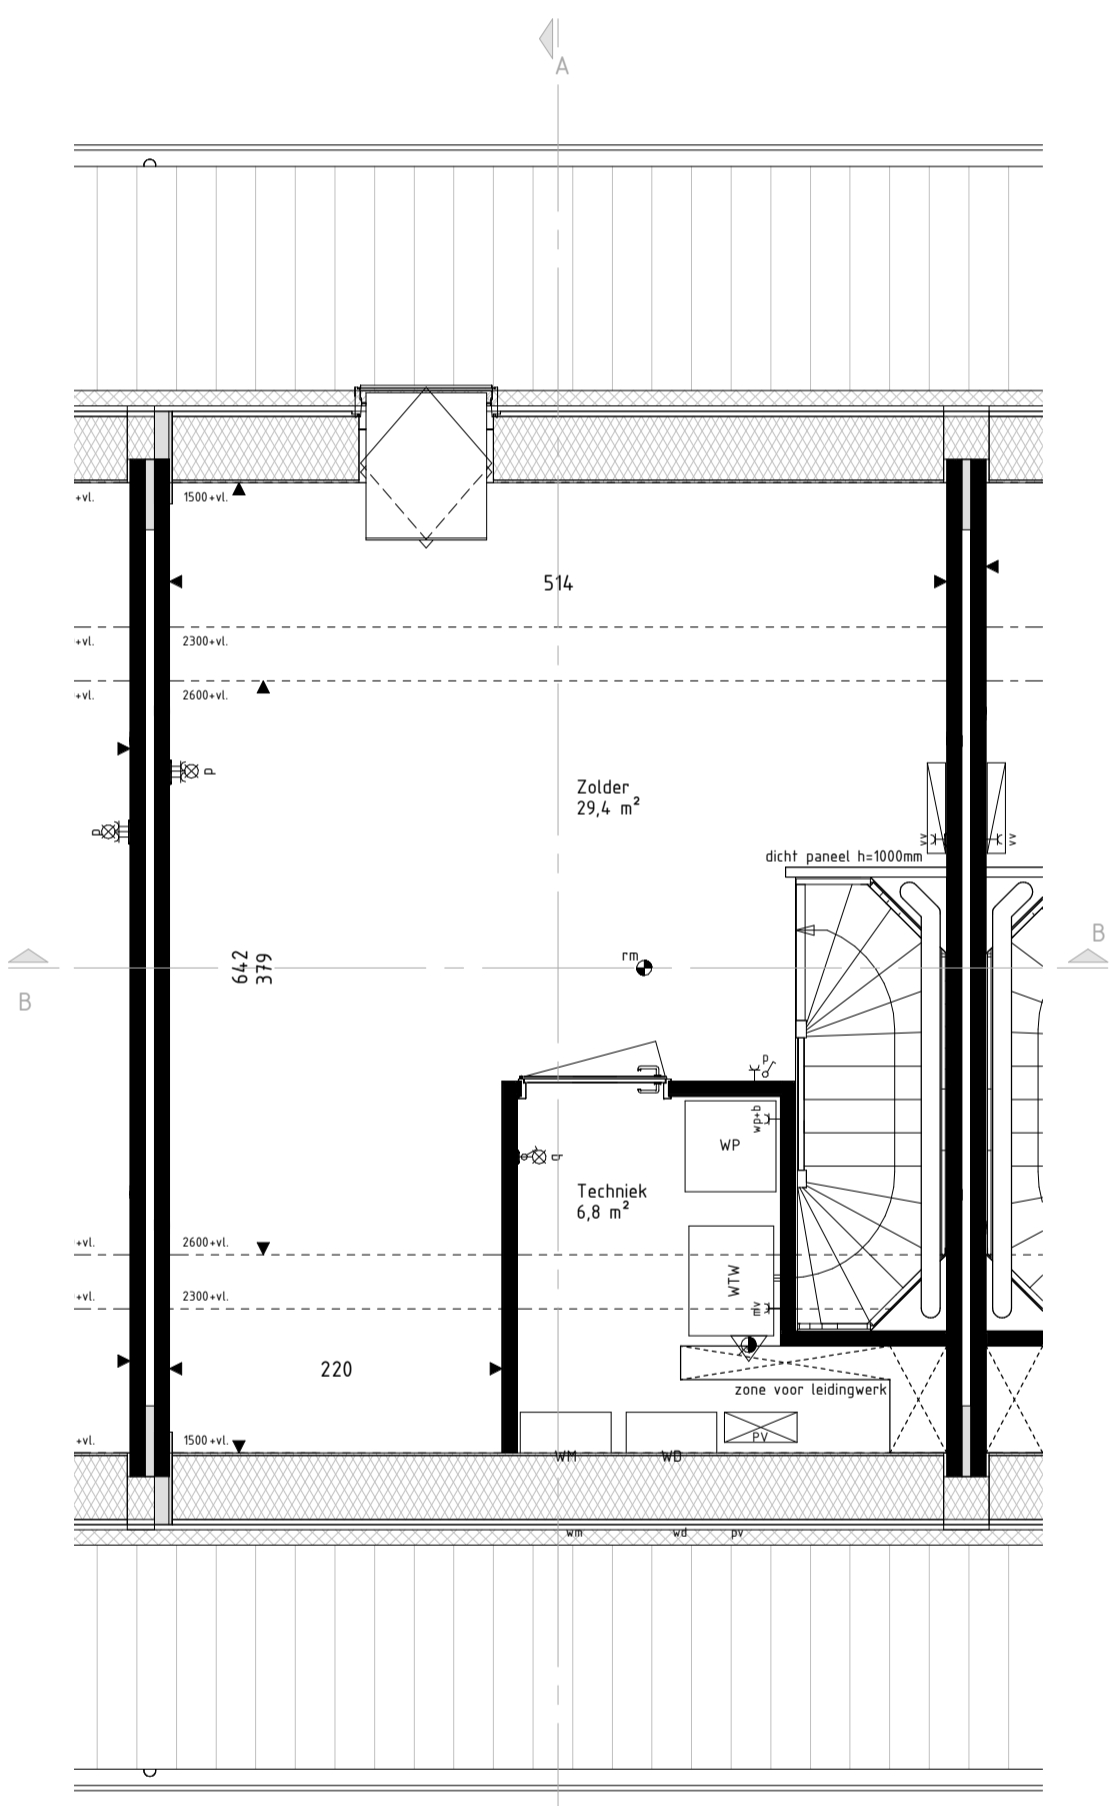 A
+vl.
1500+vl.
514
+vl.
2300+vl.
+vl.
2600+vl.
p
p
Zolder
29,4 m²
vv
vv
dicht paneel h=1000mm
B
B
642
379
rm
p
wp+b
WP
q
Techniek
6,8 m²
+vl.
2600+vl.
WTW
+vl.
2300+vl.
mv
220
zone voor leidingwerk
+vl.
1500+vl.
WM
WD
PV
wm
wd
pv